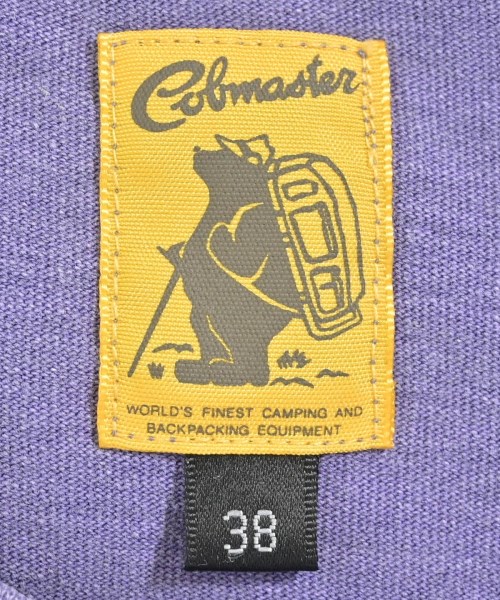 Cobmaster
WORLD'S FINEST CAMPING AND
BACKPACKING EQUIPMENT
38